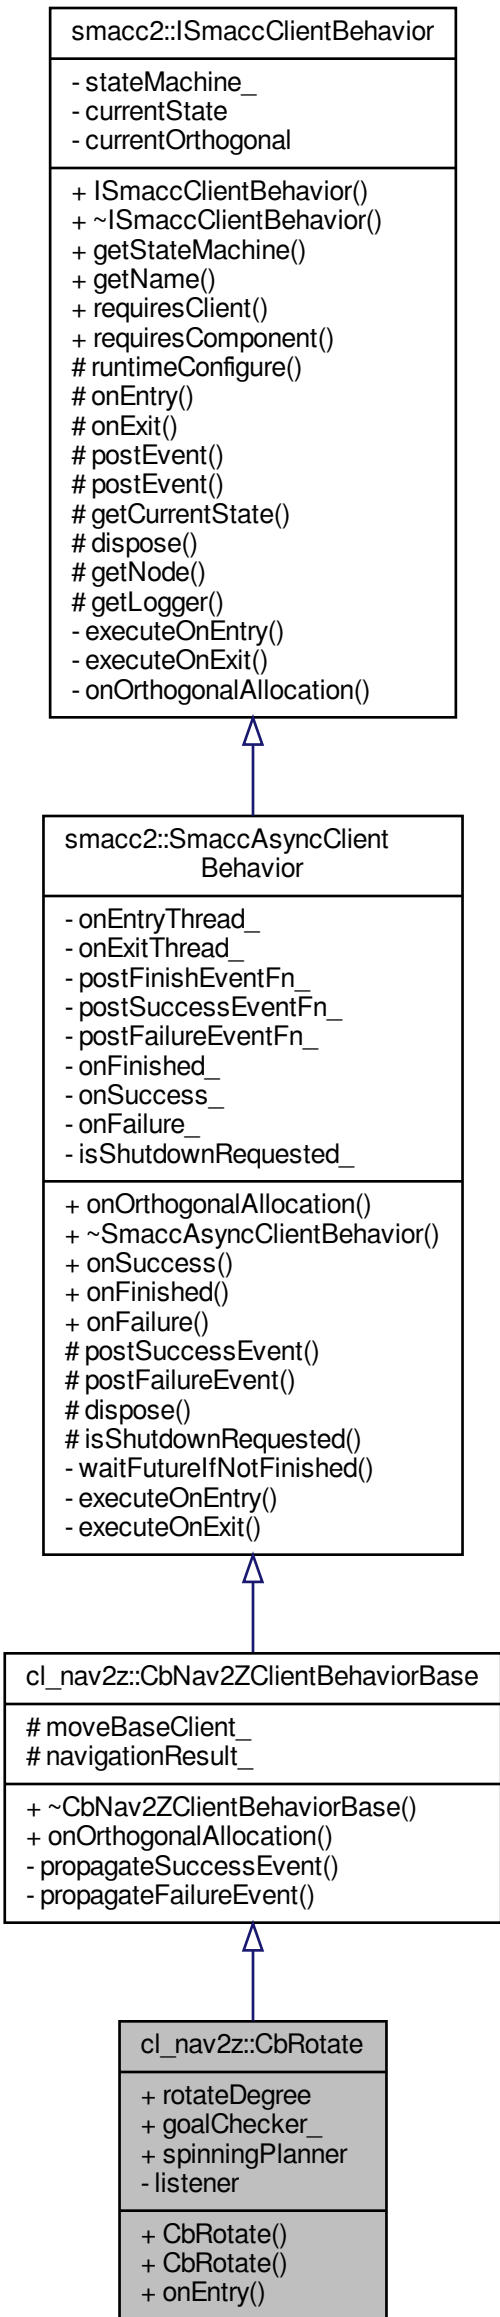 smacc2::ISmaccClientBehavior
- stateMachine_
- currentState
- currentOrthogonal
+ ISmaccClientBehavior()
+ ~ISmaccClientBehavior()
+ getStateMachine()
+ getName()
+ requiresClient()
+ requiresComponent()
# runtimeConfigure()
# onEntry()
# onExit()
# postEvent()
# postEvent()
# getCurrentState()
# dispose()
# getNode()
# getLogger()
- executeOnEntry()
- executeOnExit()
- onOrthogonalAllocation()
smacc2::SmaccAsyncClient
Behavior
- onEntryThread_
- onExitThread_
- postFinishEventFn_
- postSuccessEventFn_
- postFailureEventFn_
- onFinished_
- onSuccess_
- onFailure_
- isShutdownRequested_
+ onOrthogonalAllocation()
+ ~SmaccAsyncClientBehavior()
+ onSuccess()
+ onFinished()
+ onFailure()
# postSuccessEvent()
# postFailureEvent()
# dispose()
# isShutdownRequested()
- waitFutureIfNotFinished()
- executeOnEntry()
- executeOnExit()
cl_nav2z::CbNav2ZClientBehaviorBase
# moveBaseClient_
# navigationResult_
+ ~CbNav2ZClientBehaviorBase()
+ onOrthogonalAllocation()
- propagateSuccessEvent()
- propagateFailureEvent()
cl_nav2z::CbRotate
+ rotateDegree
+ goalChecker_
+ spinningPlanner
- listener
+ CbRotate()
+ CbRotate()
+ onEntry()